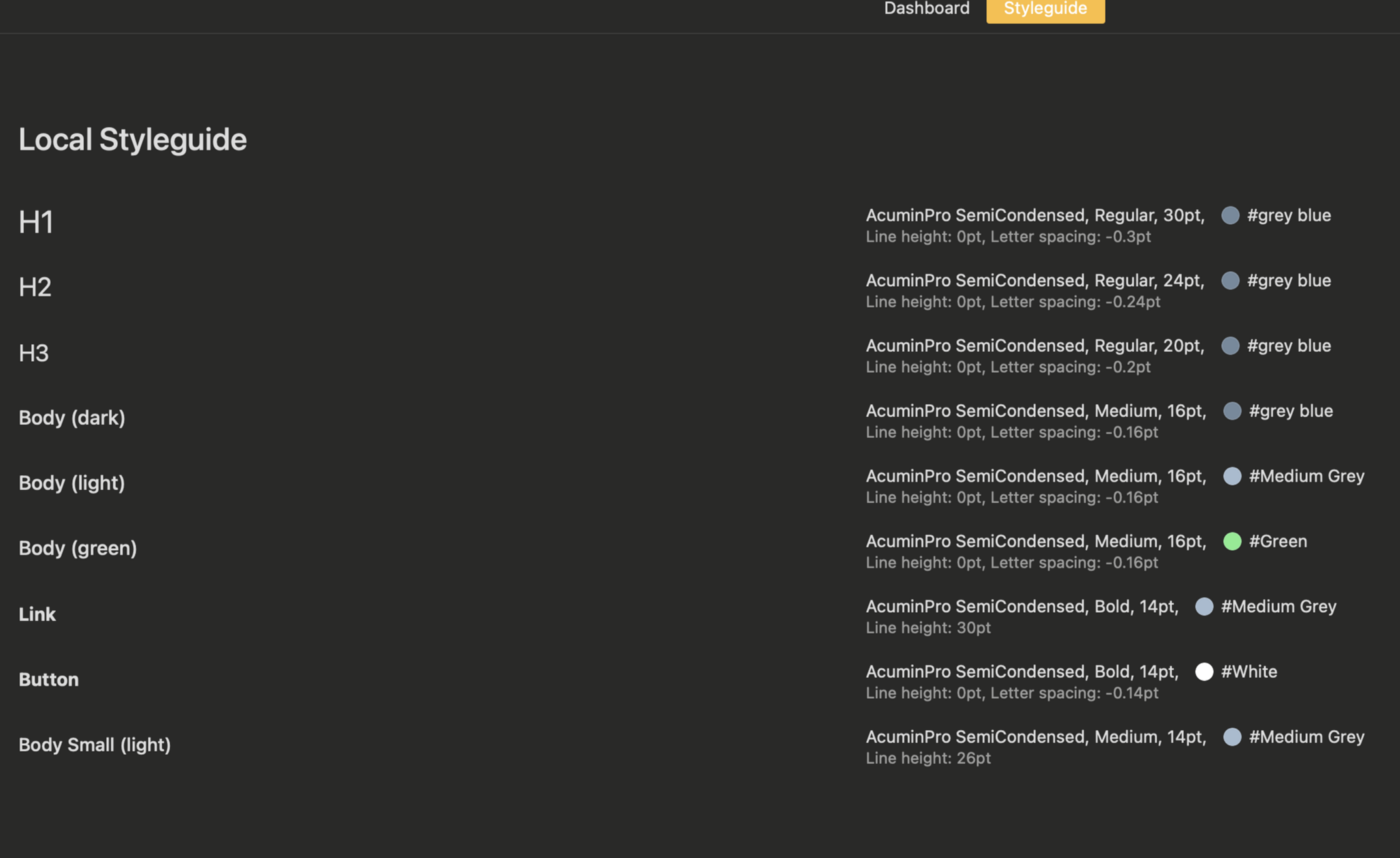 Dashboard Styleguide
Local Styleguide
H1
AcuminPro SemiCondensed, Regular, 30pt, #grey blue
Line height: 0pt, Letter spacing: -0.3pt
H2
AcuminPro SemiCondensed, Regular, 24pt, #grey blue
Line height: 0pt, Letter spacing: -0.24pt
H3
AcuminPro SemiCondensed, Regular, 20pt, #grey blue
Line height: 0pt, Letter spacing: -0.2pt
Body (dark)
AcuminPro SemiCondensed, Medium, 16pt, #grey blue
Line height: 0pt, Letter spacing: -0.16pt
Body (light)
AcuminPro SemiCondensed, Medium, 16pt, #Medium Grey
Line height: 0pt, Letter spacing: -0.16pt
Body (green)
AcuminPro SemiCondensed, Medium, 16pt, #Green
Line height: 0pt, Letter spacing: -0.16pt
Link
AcuminPro SemiCondensed, Bold, 14pt, #Medium Grey
Line height: 30pt
Button
AcuminPro SemiCondensed, Bold, 14pt, #White
Line height: 0pt, Letter spacing: -0.14pt
Body Small (light)
AcuminPro SemiCondensed, Medium, 14pt, #Medium Grey
Line height: 26pt